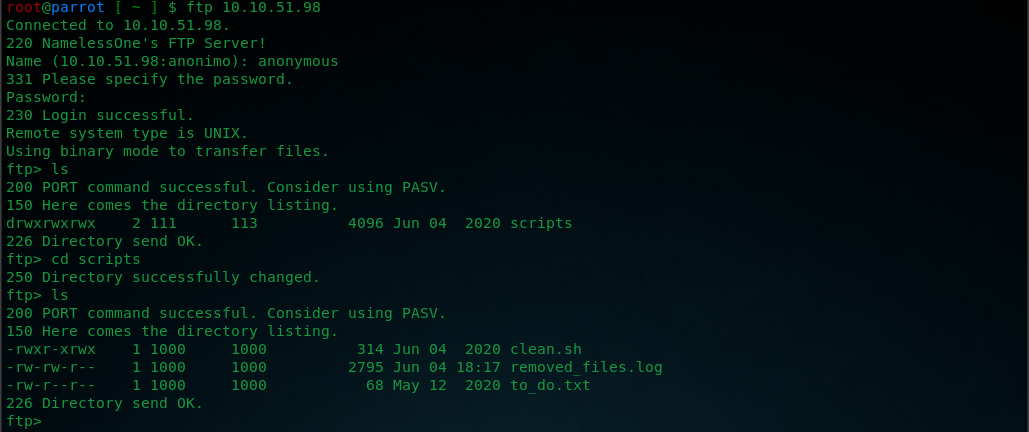 root@parrot [ ~ ] $ ftp 10.10.51.98
Connected to 10.10.51.98.
220 NamelessOne's FTP Server!
Name (10.10.51.98:anonimo): anonymous
331 Please specify the password.
Password:
230 Login successful.
Remote system type is UNIX.
Using binary mode to transfer files.
ftp> ls
200 PORT command successful. Consider using PASV.
150 Here comes the directory listing.
drwxrwxrwx    2 111      113          4096 Jun 04  2020 scripts
226 Directory send OK.
ftp> cd scripts
250 Directory successfully changed.
ftp> ls
200 PORT command successful. Consider using PASV.
150 Here comes the directory listing.
-rwxr-xrwx    1 1000     1000          314 Jun 04  2020 clean.sh
-rw-rw-r--    1 1000     1000         2795 Jun 04 18:17 removed_files.log
-rw-r--r--    1 1000     1000           68 May 12  2020 to_do.txt
226 Directory send OK.
ftp>